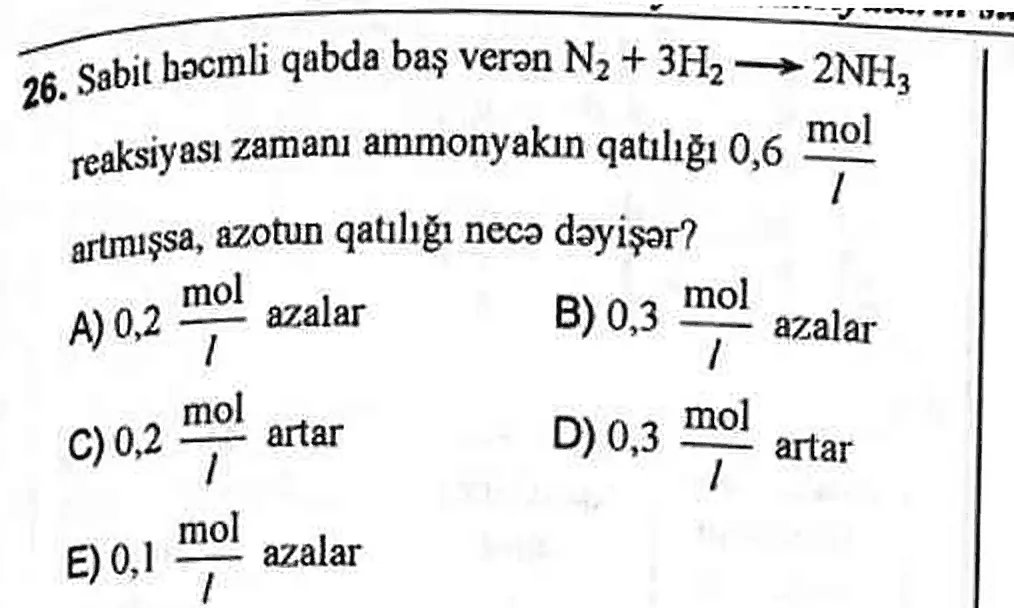 26. Sabit həcmli qabda baş verən N₂ + 3H₂ ⟶ 2NH₃
reaksiyası zamanı ammonyakın qatılığı 0,6 mol/l
artmışsa, azotun qatılığı necə dəyişər?
A) 0,2 mol/l azalar B) 0,3 mol/l azalar
C) 0,2 mol/l artar D) 0,3 mol/l artar
E) 0,1 mol/l azalar